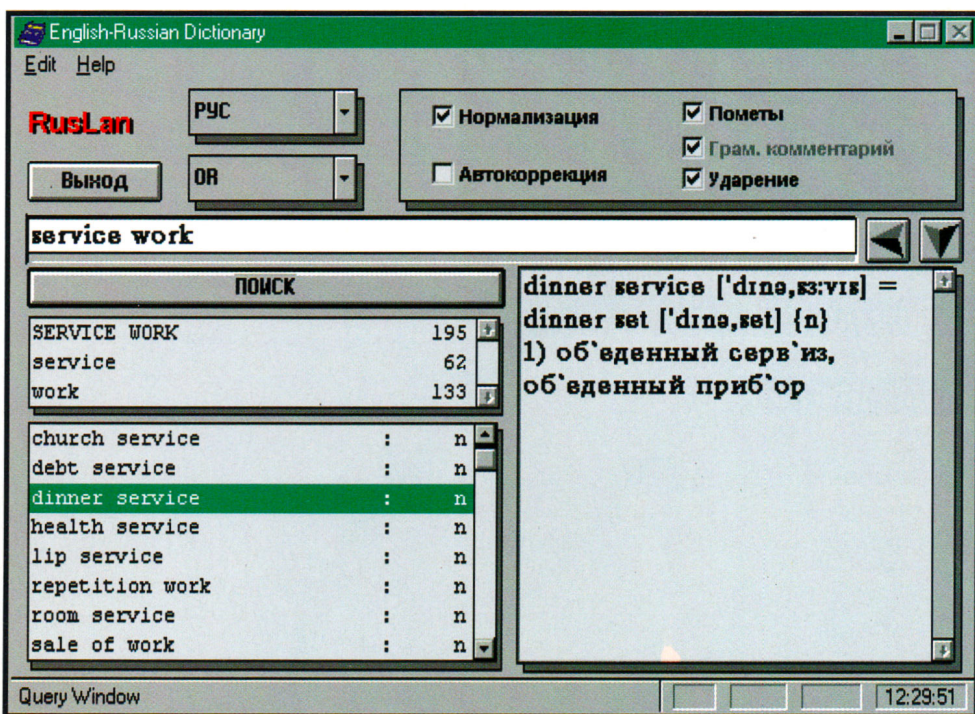 English-Russian Dictionary
Edit Help
RusLan
РУС
OR
Выход
Нормализация
Автокоррекция
Пометы
Грам. комментарий
Ударение
service work
ПОИСК
SERVICE WORK 195
service 62
work 133
church service : n
debt service : n
dinner service : n
health service : n
lip service : n
repetition work : n
room service : n
sale of work : n
dinner service ['dɪnə,sɜ:vɪs] =
dinner set ['dɪnə,set] {n}
1) об`еденный серв`из,
об`еденный приб`ор
Query Window
12:29:51